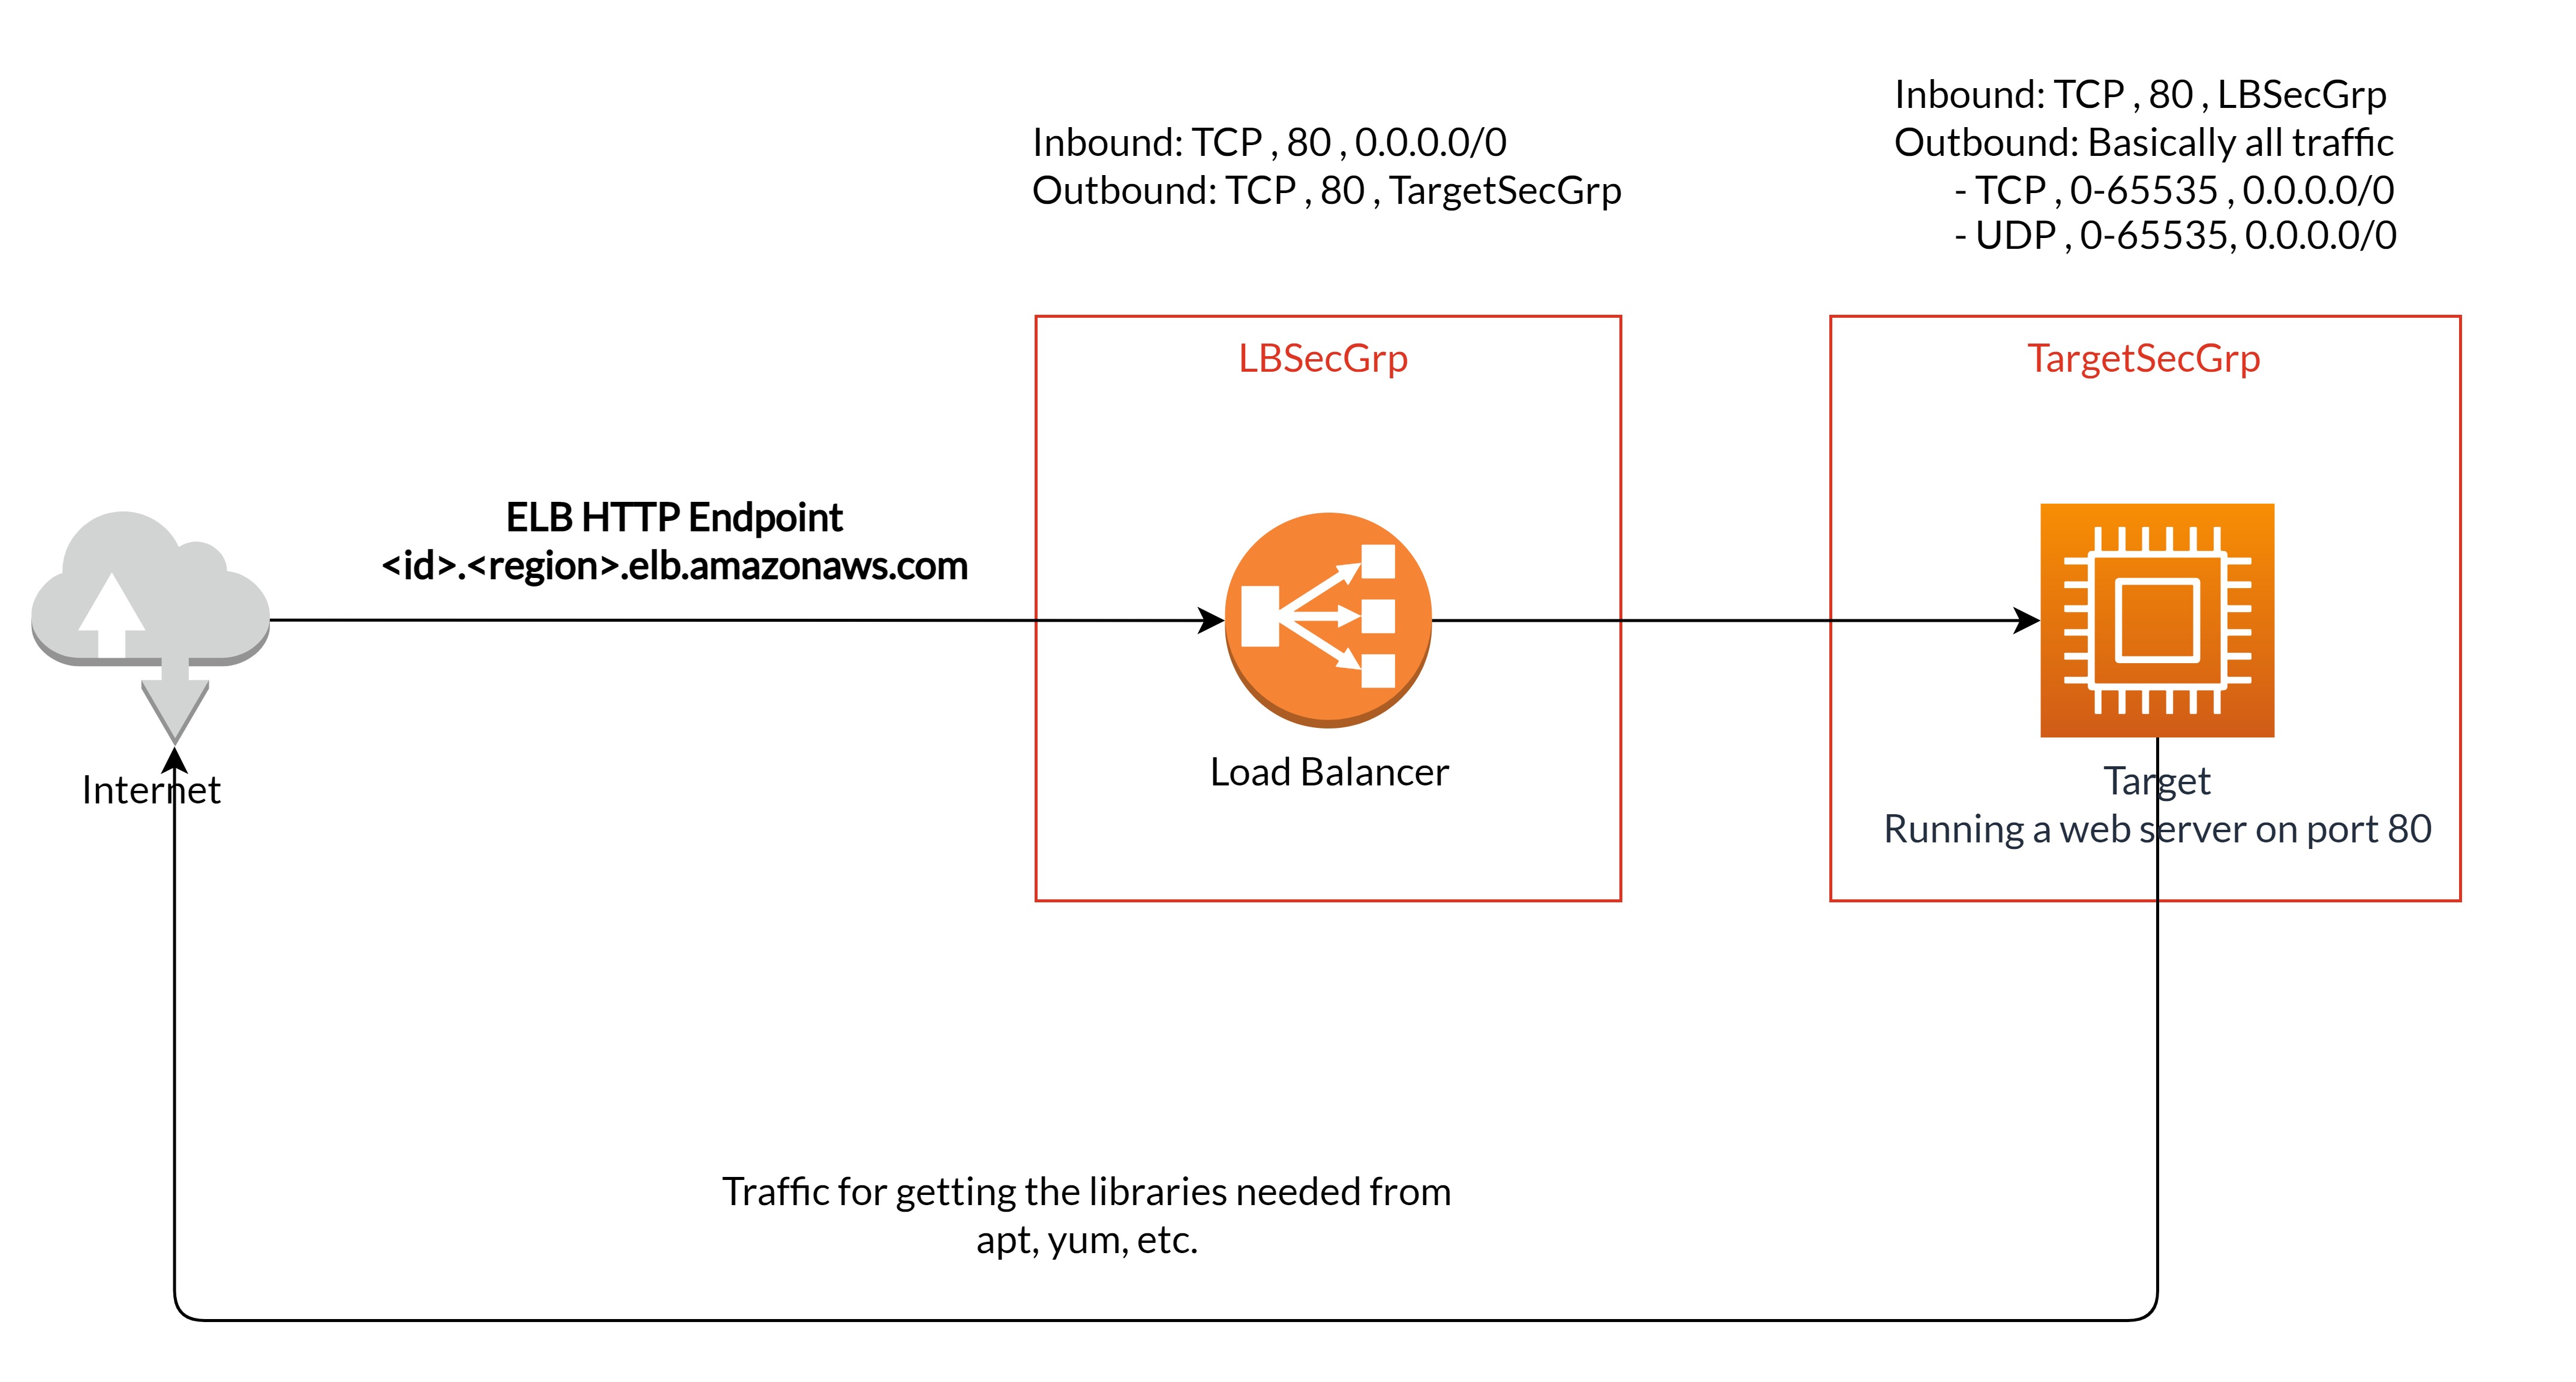 Inbound: TCP , 80 , 0.0.0.0/0
Outbound: TCP , 80 , TargetSecGrp
Inbound: TCP , 80 , LBSecGrp
Outbound: Basically all traffic
- TCP , 0-65535 , 0.0.0.0/0
- UDP , 0-65535, 0.0.0.0/0
LBSecGrp
TargetSecGrp
ELB HTTP Endpoint
<id>.<region>.elb.amazonaws.com
Internet
Load Balancer
Target
Running a web server on port 80
Traffic for getting the libraries needed from
apt, yum, etc.